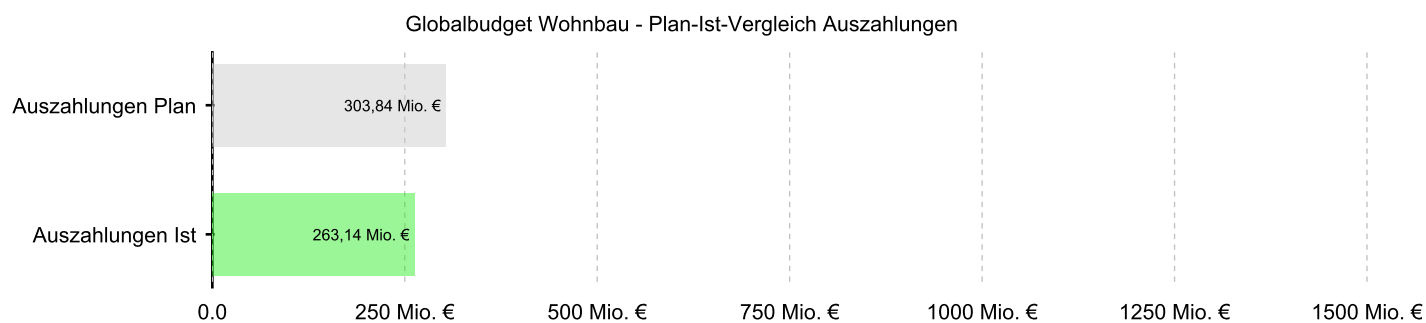 Globalbudget Wohnbau - Plan-Ist-Vergleich Auszahlungen
Auszahlungen Plan
303,84 Mio. €
Auszahlungen Ist
263,14 Mio. €
0.0 250 Mio. € 500 Mio. € 750 Mio. € 1000 Mio. € 1250 Mio. € 1500 Mio. €